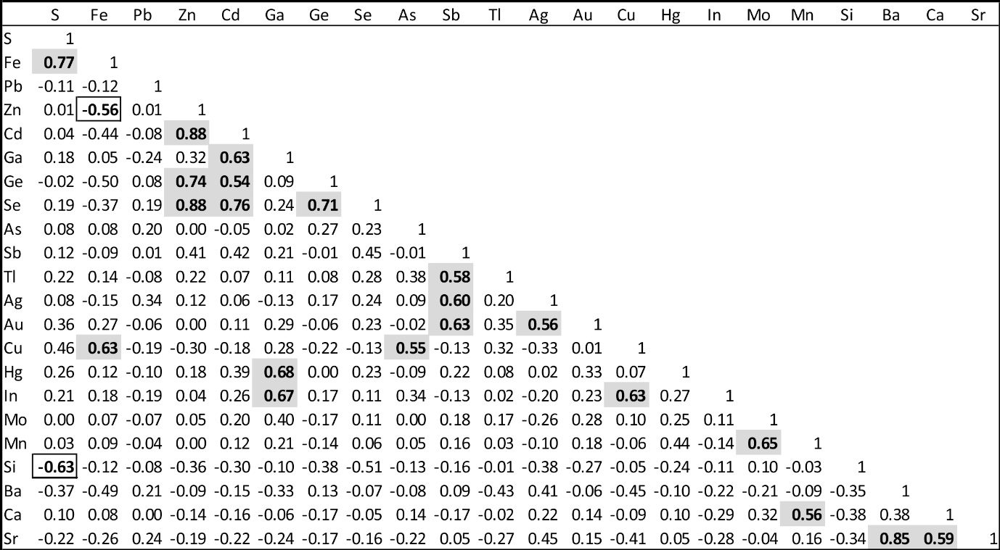 S Fe Pb Zn Cd Ga Ge Se As Sb Tl Ag Au Cu Hg In Mo Mn Si Ba Ca Sr
S 1
Fe 0.77 1
Pb -0.11 -0.12 1
Zn 0.01 -0.56 0.01 1
Cd 0.04 -0.44 -0.08 0.88 1
Ga 0.18 0.05 -0.24 0.32 0.63 1
Ge -0.02 -0.50 0.08 0.74 0.54 0.09 1
Se 0.19 -0.37 0.19 0.88 0.76 0.24 0.71 1
As 0.08 0.08 0.20 0.00 -0.05 0.02 0.27 0.23 1
Sb 0.12 -0.09 0.01 0.41 0.42 0.21 -0.01 0.45 -0.01 1
Tl 0.22 0.14 -0.08 0.22 0.07 0.11 0.08 0.28 0.38 0.58 1
Ag 0.08 -0.15 0.34 0.12 0.06 -0.13 0.17 0.24 0.09 0.60 0.20 1
Au 0.36 0.27 -0.06 0.00 0.11 0.29 -0.06 0.23 -0.02 0.63 0.35 0.56 1
Cu 0.46 0.63 -0.19 -0.30 -0.18 0.28 -0.22 -0.13 0.55 -0.13 0.32 -0.33 0.01 1
Hg 0.26 0.12 -0.10 0.18 0.39 0.68 0.00 0.23 -0.09 0.22 0.08 0.02 0.33 0.07 1
In 0.21 0.18 -0.19 0.04 0.26 0.67 0.17 0.11 0.34 -0.13 0.02 -0.20 0.23 0.63 0.27 1
Mo 0.00 0.07 -0.07 0.05 0.20 0.40 -0.17 0.11 0.00 0.18 0.17 -0.26 0.28 0.10 0.25 0.11 1
Mn 0.03 0.09 -0.04 0.00 0.12 0.21 -0.14 0.06 0.05 0.16 0.03 -0.10 0.18 -0.06 0.44 -0.14 0.65 1
Si -0.63 -0.12 -0.08 -0.36 -0.30 -0.10 -0.38 -0.51 -0.13 -0.16 -0.01 -0.38 -0.27 -0.05 -0.24 -0.11 0.10 -0.03 1
Ba -0.37 -0.49 0.21 -0.09 -0.15 -0.33 0.13 -0.07 -0.08 0.09 -0.43 0.41 -0.06 -0.45 -0.10 -0.22 -0.21 -0.09 -0.35 1
Ca 0.10 0.08 0.00 -0.14 -0.16 -0.06 -0.17 -0.05 0.14 -0.17 -0.02 0.22 0.14 -0.09 0.10 -0.29 0.32 0.56 -0.38 0.38 1
Sr -0.22 -0.26 0.24 -0.19 -0.22 -0.24 -0.17 -0.16 -0.22 0.05 -0.27 0.45 0.15 -0.41 0.05 -0.28 -0.04 0.16 -0.34 0.85 0.59 1